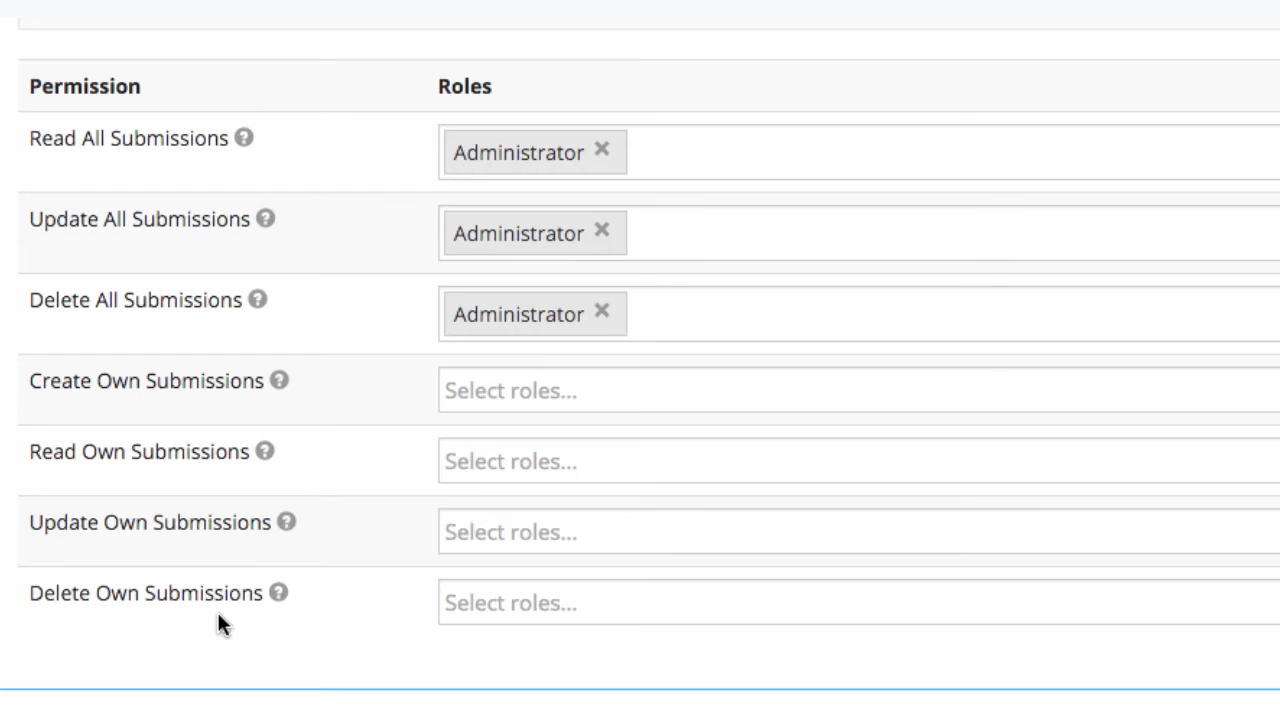 Permission Roles
Read All Submissions ? Administrator ×
Update All Submissions ? Administrator ×
Delete All Submissions ? Administrator ×
Create Own Submissions ? Select roles...
Read Own Submissions ? Select roles...
Update Own Submissions ? Select roles...
Delete Own Submissions ? Select roles...